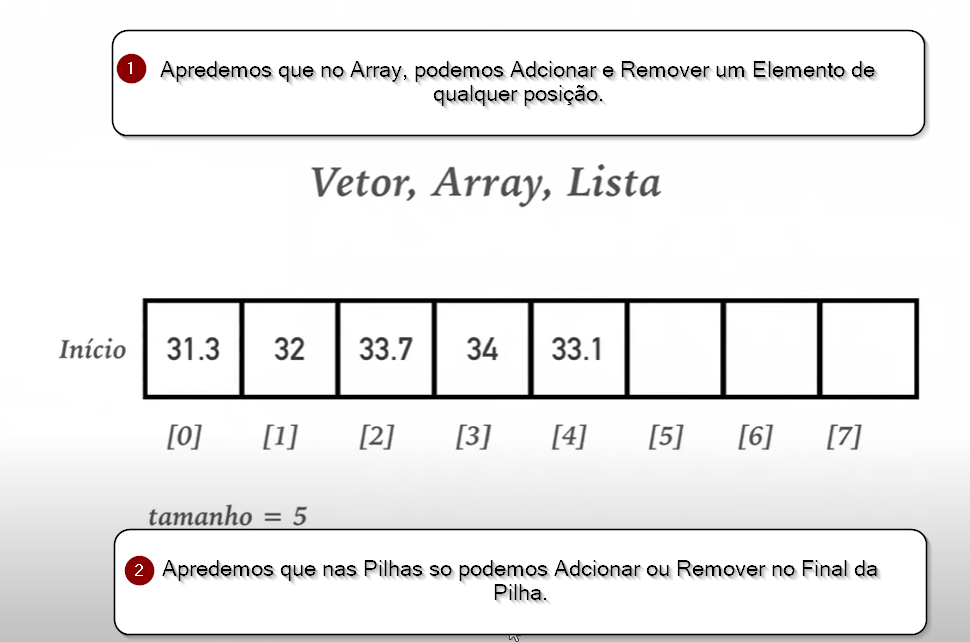 1 Apredemos que no Array, podemos Adcionar e Remover um Elemento de
qualquer posição.
Vetor, Array, Lista
Início 31.3 32 33.7 34 33.1
[0] [1] [2] [3] [4] [5] [6] [7]
tamanho = 5
2 Apredemos que nas Pilhas so podemos Adcionar ou Remover no Final da
Pilha.